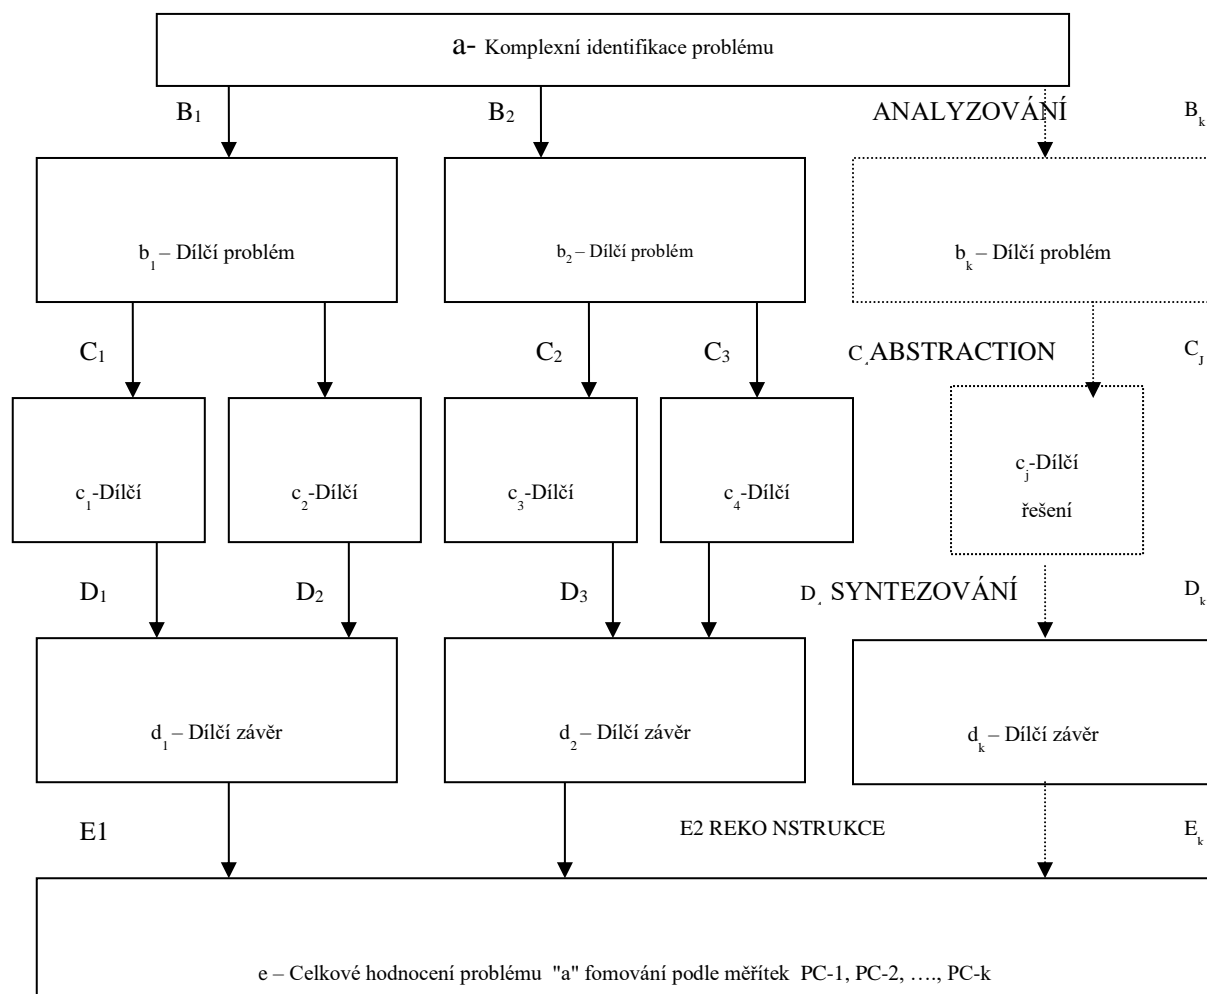 a- Komplexní identifikace problému
B1 B2 ANALYZOVÁNÍ Bk
b1 – Dílčí problém b2 – Dílčí problém bk – Dílčí problém
C1 C2 C3 C ABSTRACTION CJ
cj-Dílčí
c1-Dílčí c2-Dílčí c3-Dílčí c4-Dílčí
řešení
D1 D2 D3 D SYNTEZOVÁNÍ Dk
d1 – Dílčí závěr d2 – Dílčí závěr dk – Dílčí závěr
E1 E2 REKO NSTRUKCE Ek
e – Celkové hodnocení problému "a" fomování podle měřítek PC-1, PC-2, …., PC-k